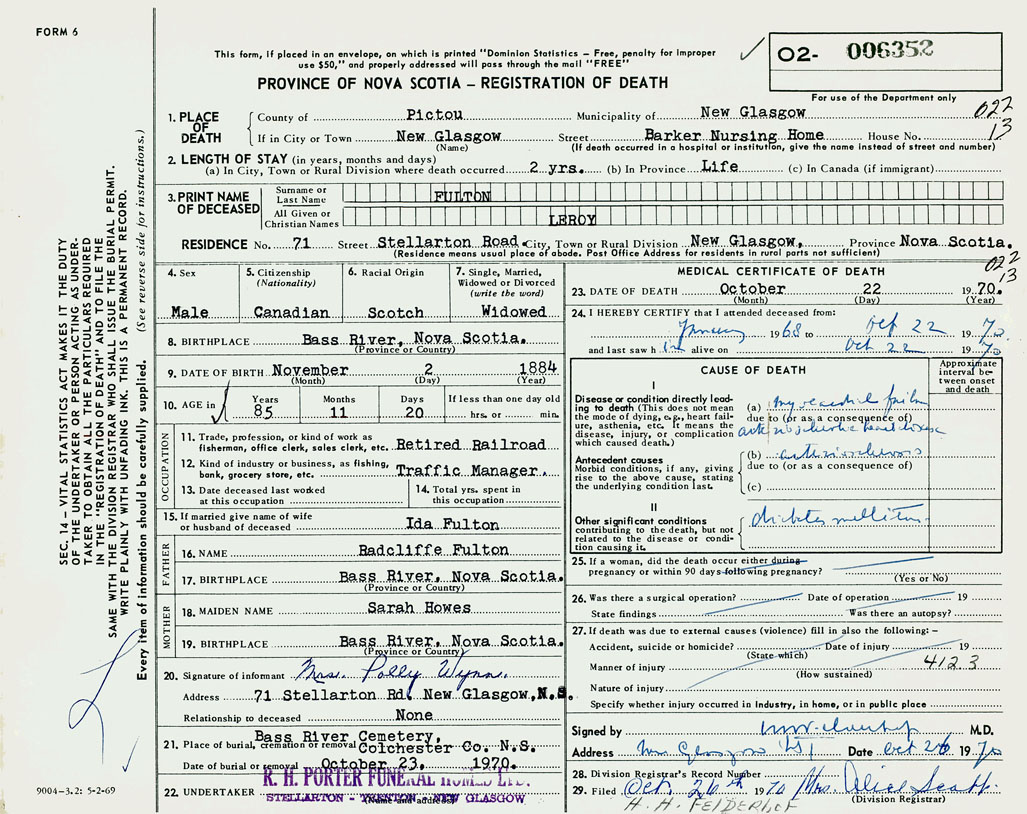 FORM 6
This form, if placed in an envelope, on which is printed "Dominion Statistics – Free, penalty for improper
use $50," and properly addressed will pass through the mail "FREE"
PROVINCE OF NOVA SCOTIA – REGISTRATION OF DEATH
O2- 006352
For use of the Department only
022
13
1. PLACE OF DEATH
County of Pictou Municipality of New Glasgow
If in City or Town New Glasgow Street Barker Nursing Home House No.
(Name) (If death occurred in a hospital or institution, give the name instead of street and number)
2. LENGTH OF STAY (in years, months and days)
(a) In City, Town or Rural Division where death occurred 2 yrs. (b) In Province Life (c) In Canada (if immigrant)
3. PRINT NAME OF DECEASED
Surname or Last Name FULTON
All Given or Christian Names LEROY
RESIDENCE No. 71 Street Stellarton Road City, Town or Rural Division New Glasgow, Province Nova Scotia.
(Residence means usual place of abode. Post Office Address for residents in rural parts not sufficient)
022
13
4. Sex Male
5. Citizenship (Nationality) Canadian
6. Racial Origin Scotch
7. Single, Married, Widowed or Divorced (write the word) Widowed
8. BIRTHPLACE Bass River, Nova Scotia.
(Province or Country)
9. DATE OF BIRTH November 2 1884
(Month) (Day) (Year)
10. AGE in Years 85 Months 11 Days 20 If less than one day old hrs. or min.
OCCUPATION
11. Trade, profession, or kind of work as
fisherman, office clerk, sales clerk, etc. Retired Railroad
12. Kind of industry or business, as fishing,
bank, grocery store, etc. Traffic Manager.
13. Date deceased last worked
at this occupation
14. Total yrs. spent in
this occupation
15. If married give name of wife
or husband of deceased Ida Fulton
FATHER
16. NAME Radcliffe Fulton
17. BIRTHPLACE Bass River, Nova Scotia.
(Province or Country)
MOTHER
18. MAIDEN NAME Sarah Howes
19. BIRTHPLACE Bass River, Nova Scotia.
(Province or Country)
20. Signature of informant Mrs. Polly Wynn.
Address 71 Stellarton Rd. New Glasgow, N.S.
Relationship to deceased None
21. Place of burial, cremation or removal Bass River Cemetery,
Colchester Co. N.S.
Date of burial or removal October 23. 1970.
22. UNDERTAKER R. H. PORTER FUNERAL HOMES LTD.
STELLARTON - TRENTON - NEW GLASGOW
(Name and address)
MEDICAL CERTIFICATE OF DEATH
23. DATE OF DEATH October 22 1970.
(Month) (Day) (Year)
24. I HEREBY CERTIFY that I attended deceased from:
January 1968 to Oct 22 1970
and last saw him alive on Oct 22 1970
CAUSE OF DEATH
Approximate interval between onset and death
I
Disease or condition directly leading
to death (This does not mean
the mode of dying, e.g., heart failure,
asthenia, etc. It means the
disease, injury, or complication
which caused death.)
(a) myocardial failure
due to (or as a consequence of)
arteriosclerotic heart disease
Antecedent causes
Morbid conditions, if any, giving
rise to the above cause, stating
the underlying condition last.
(b) arteriosclerosis
due to (or as a consequence of)
(c)
II
Other significant conditions
contributing to the death, but not
related to the disease or condition
causing it.
diabetes mellitus
25. If a woman, did the death occur either during
pregnancy or within 90 days following pregnancy?
(Yes or No)
26. Was there a surgical operation? Date of operation 19
State findings Was there an autopsy?
27. If death was due to external causes (violence) fill in also the following: –
Accident, suicide or homicide? Date of injury 19
(State which)
Manner of injury 4123
(How sustained)
Nature of injury
Specify whether injury occurred in industry, in home, or in public place
Signed by M.D.
Address New Glasgow NS Date Oct 26 1970
28. Division Registrar's Record Number
29. Filed Oct. 26th 1970 Mrs. Alice Scott
(Division Registrar)
H. H. FELDERHOF
SEC. 14 – VITAL STATISTICS ACT MAKES IT THE DUTY
OF THE UNDERTAKER OR PERSON ACTING AS UNDER-
TAKER TO OBTAIN ALL THE PARTICULARS REQUIRED
IN THE "REGISTRATION OF DEATH" AND TO FILE THE
SAME WITH THE DIVISION REGISTRAR WHO SHALL ISSUE THE BURIAL PERMIT.
WRITE PLAINLY WITH UNFADING INK. THIS IS A PERMANENT RECORD.
Every item of information should be carefully supplied. (See reverse side for instructions.)
9004-3.2: 5-2-69